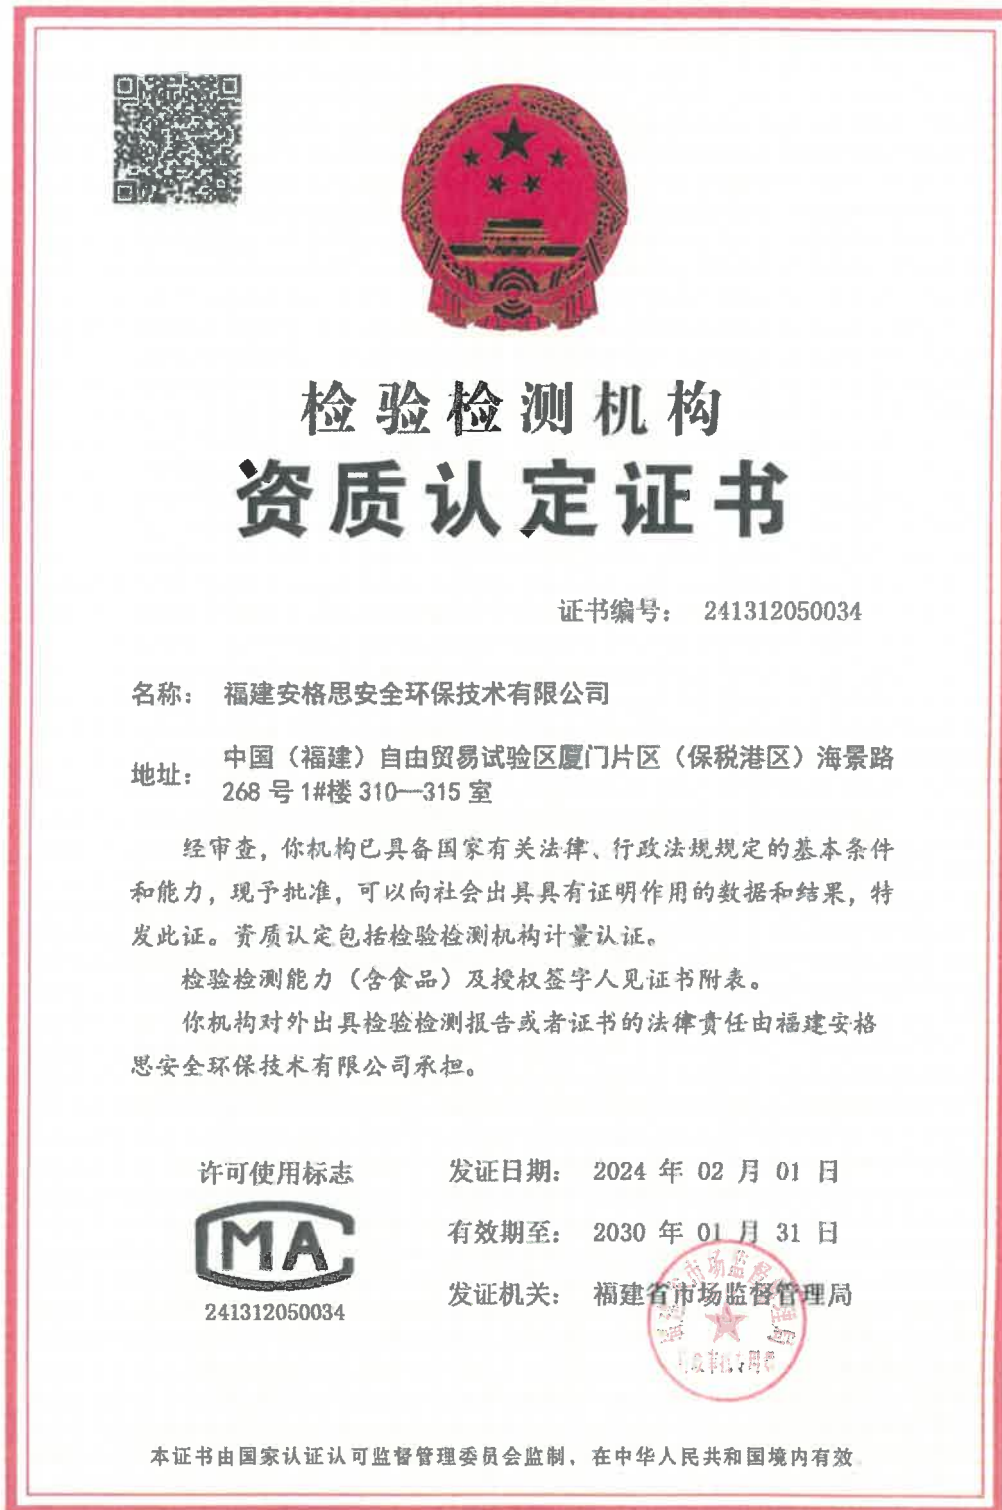 检验检测机构
资质认定证书
证书编号： 241312050034
名称： 福建安格思安全环保技术有限公司
地址： 中国（福建）自由贸易试验区厦门片区（保税港区）海景路
268 号 1#楼 310—315 室
经审查，你机构已具备国家有关法律、行政法规规定的基本条件
和能力，现予批准，可以向社会出具具有证明作用的数据和结果，特
发此证。资质认定包括检验检测机构计量认证。
检验检测能力（含食品）及授权签字人见证书附表。
你机构对外出具检验检测报告或者证书的法律责任由福建安格
思安全环保技术有限公司承担。
许可使用标志
MA
241312050034
发证日期： 2024 年 02 月 01 日
有效期至： 2030 年 01 月 31 日
发证机关： 福建省市场监督管理局
本证书由国家认证认可监督管理委员会监制，在中华人民共和国境内有效